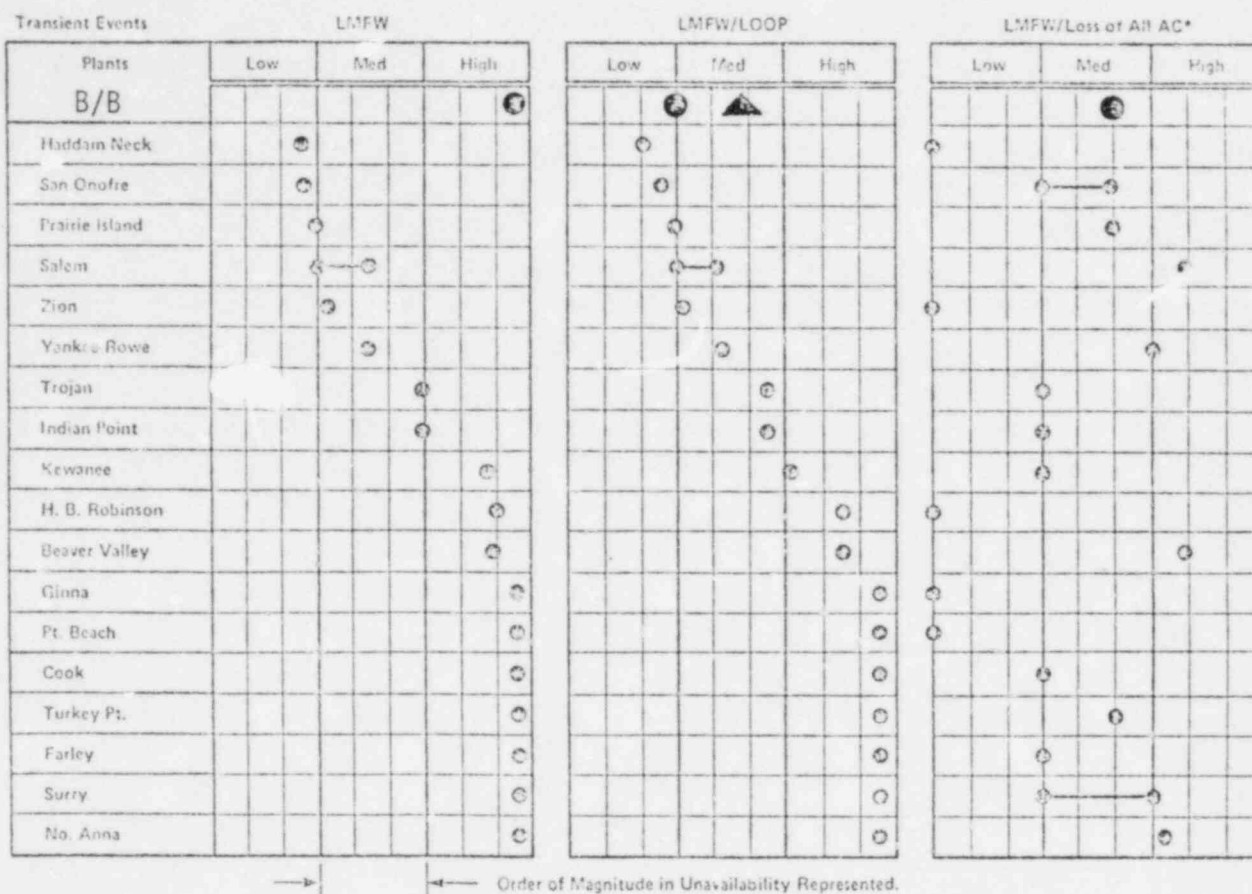 Transient Events LMFW LMFW/LOOP LMFW/Loss of All AC*
Plants Low Med High Low Med High Low Med High
B/B
Haddam Neck
San Onofre
Prairie Island
Salem
Zion
Yankee Rowe
Trojan
Indian Point
Kewanee
H. B. Robinson
Beaver Valley
Ginna
Pt. Beach
Cook
Turkey Pt.
Farley
Surry
No. Anna
Order of Magnitude in Unavailability Represented.